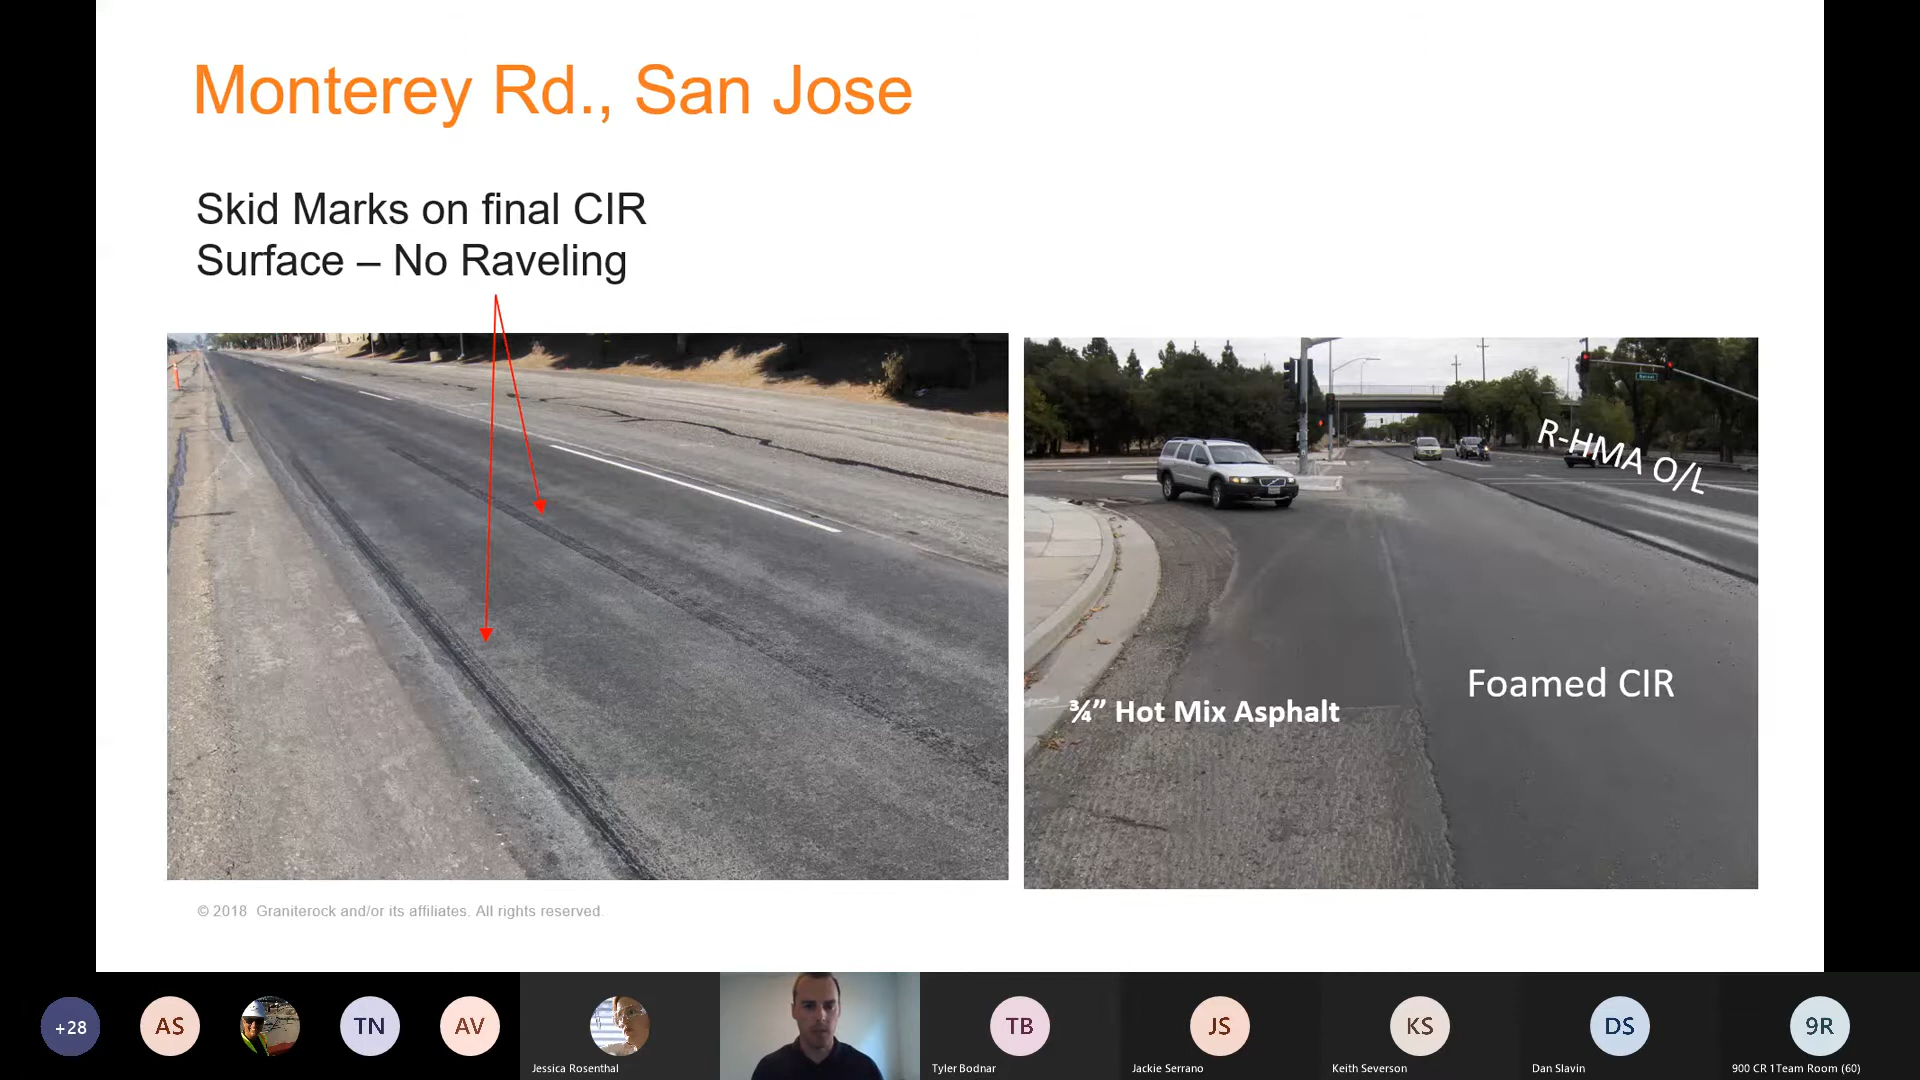 Monterey Rd., San Jose
Skid Marks on final CIR
Surface – No Raveling
R-HMA O/L
Foamed CIR
¾” Hot Mix Asphalt
© 2018 Graniterock and/or its affiliates. All rights reserved.
+28
AS
TN
AV
Jessica Rosenthal
TB
Tyler Bodnar
JS
Jackie Serrano
KS
Keith Severson
DS
Dan Slavin
9R
900 CR 1Team Room (60)